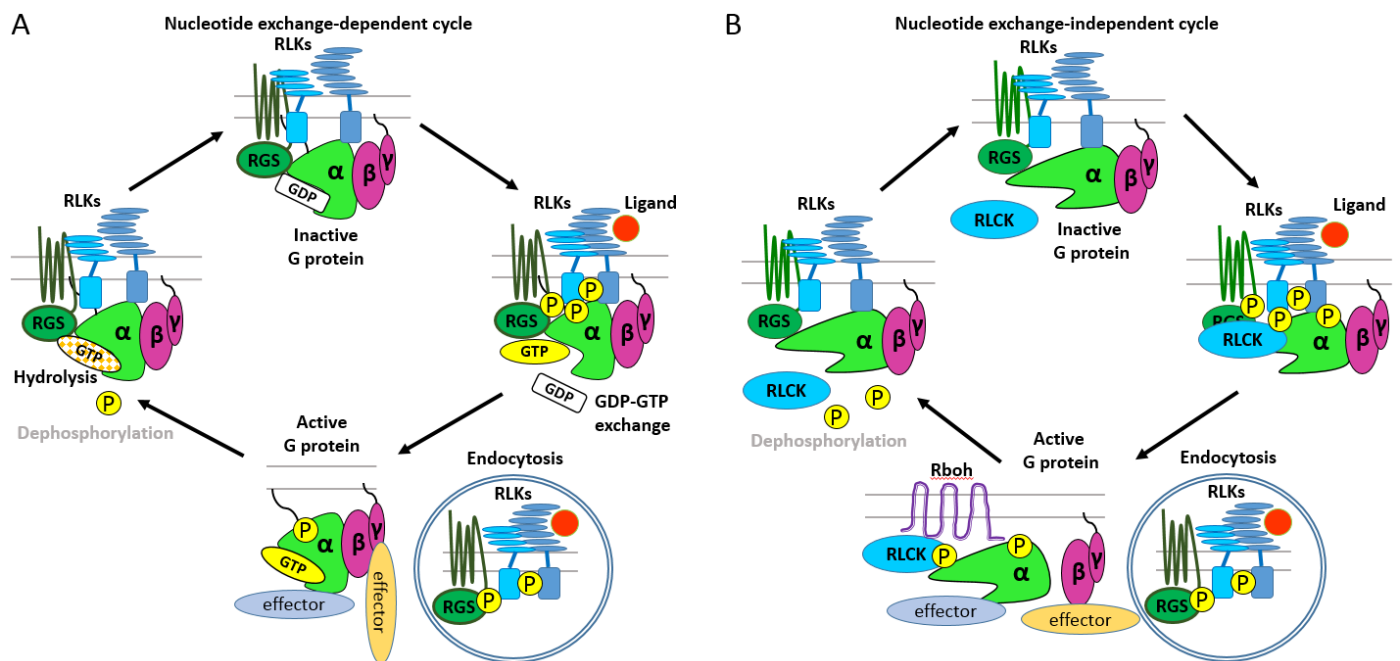 A
Nucleotide exchange-dependent cycle
RLKs
RGS
α
β
γ
GDP
Inactive
G protein
RLKs
Ligand
P
P
P
P
RGS
α
β
γ
GTP
GDP
GDP-GTP
exchange
RLKs
RGS
α
β
γ
GTP
Hydrolysis
P
Dephosphorylation
Active
G protein
P
α
β
γ
GTP
effector
effector
Endocytosis
RLKs
P
RGS
P
B
Nucleotide exchange-independent cycle
RLKs
RGS
α
β
γ
RLCK
Inactive
G protein
RLKs
Ligand
P
P
P
P
RGS
RLCK
α
β
γ
RLKs
RGS
α
β
γ
RLCK
P
P
Dephosphorylation
Active
G protein
Rboh
RLCK
P
P
α
β
γ
effector
effector
Endocytosis
RLKs
P
RGS
P